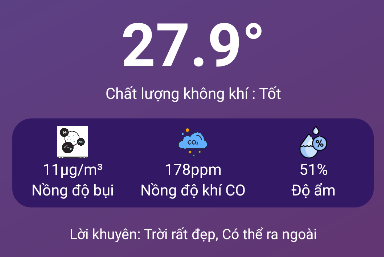 27.9°
Chất lượng không khí : Tốt
CO₂ %
11µg/m³ 178ppm 51%
Nồng độ bụi Nồng độ khí CO Độ ẩm
Lời khuyên: Trời rất đẹp, Có thể ra ngoài